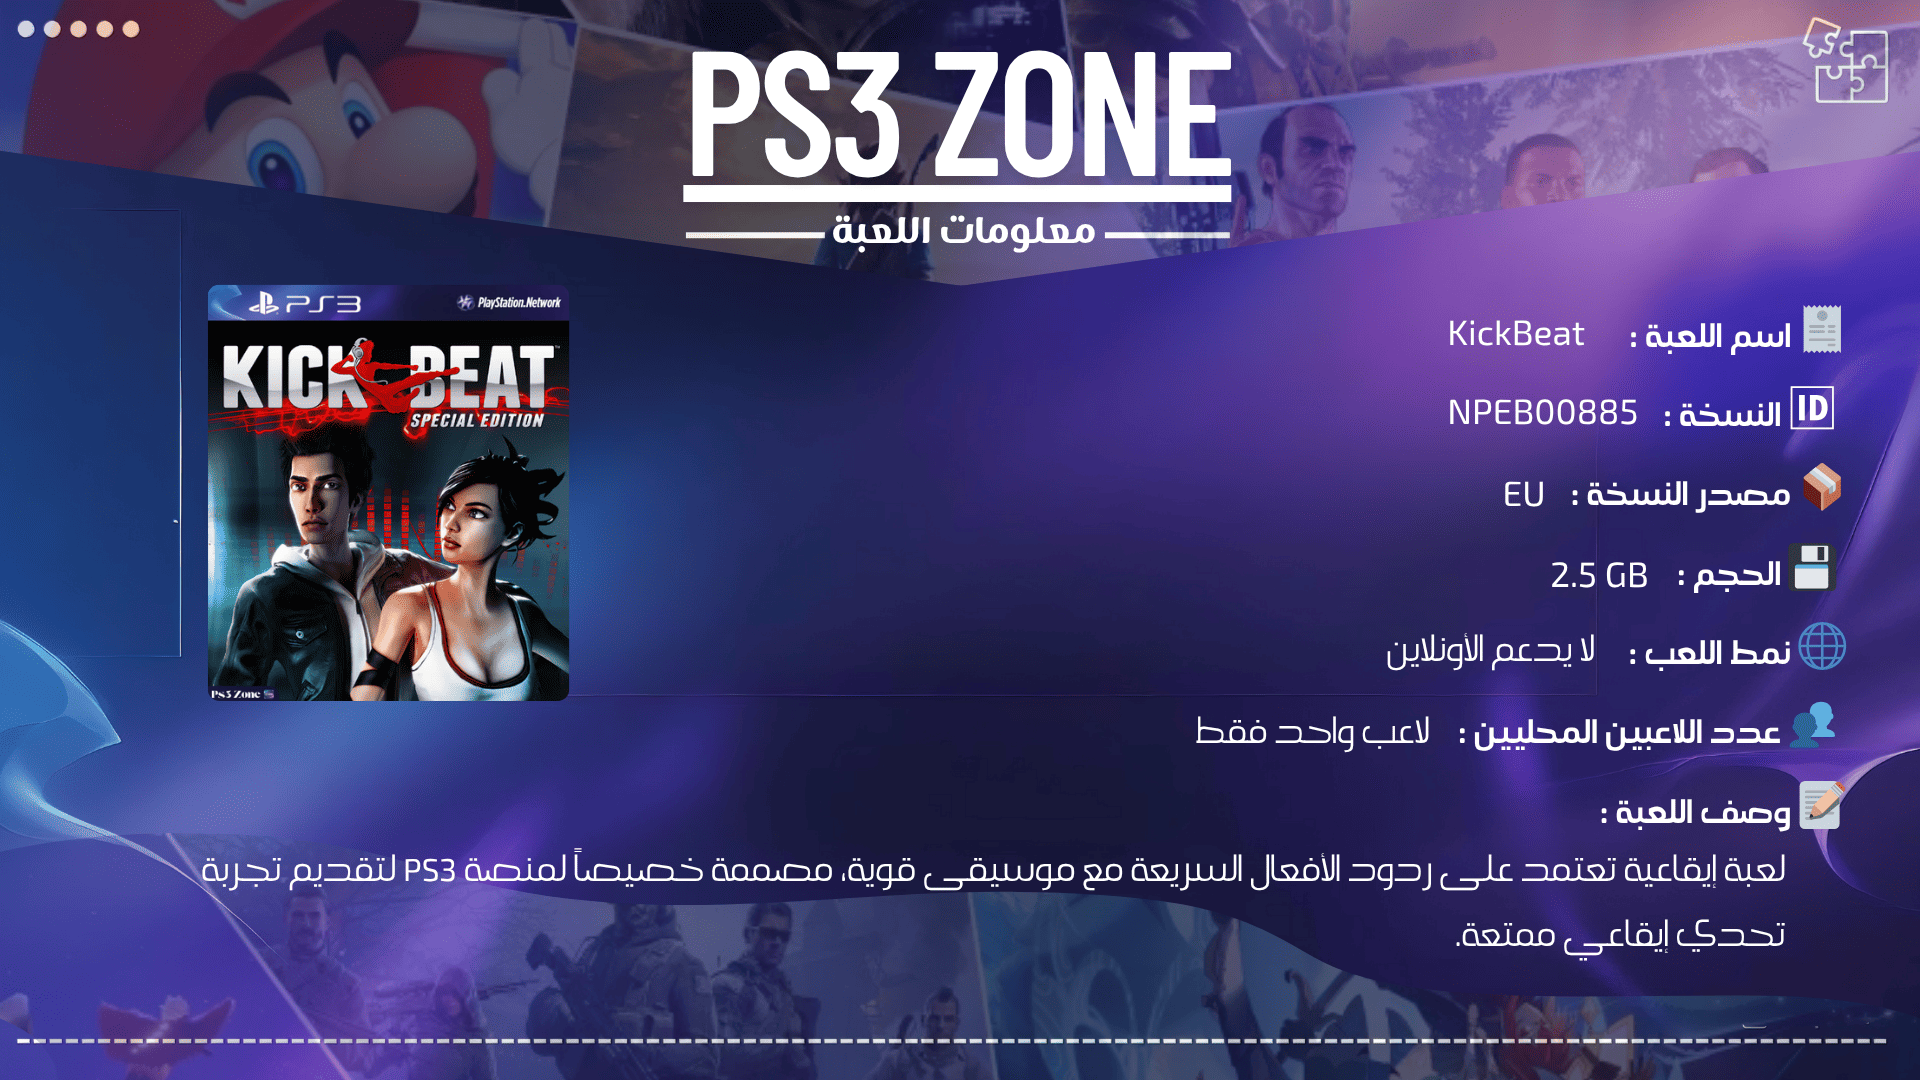 PS3 ZONE
معلومات اللعبة
PS3 PlayStation.Network
KICK BEAT
SPECIAL EDITION
Ps3 Zone
اسم اللعبة : KickBeat
ID النسخة : NPEB00885
مصدر النسخة : EU
الحجم : 2.5 GB
نمط اللعب : لا يدعم الأونلاين
عدد اللاعبين المحليين : لاعب واحد فقط
وصف اللعبة :
لعبة إيقاعية تعتمد على ردود الأفعال السريعة مع موسيقى قوية، مصممة خصيصاً لمنصة PS3 لتقديم تجربة
تحدي إيقاعي ممتعة.